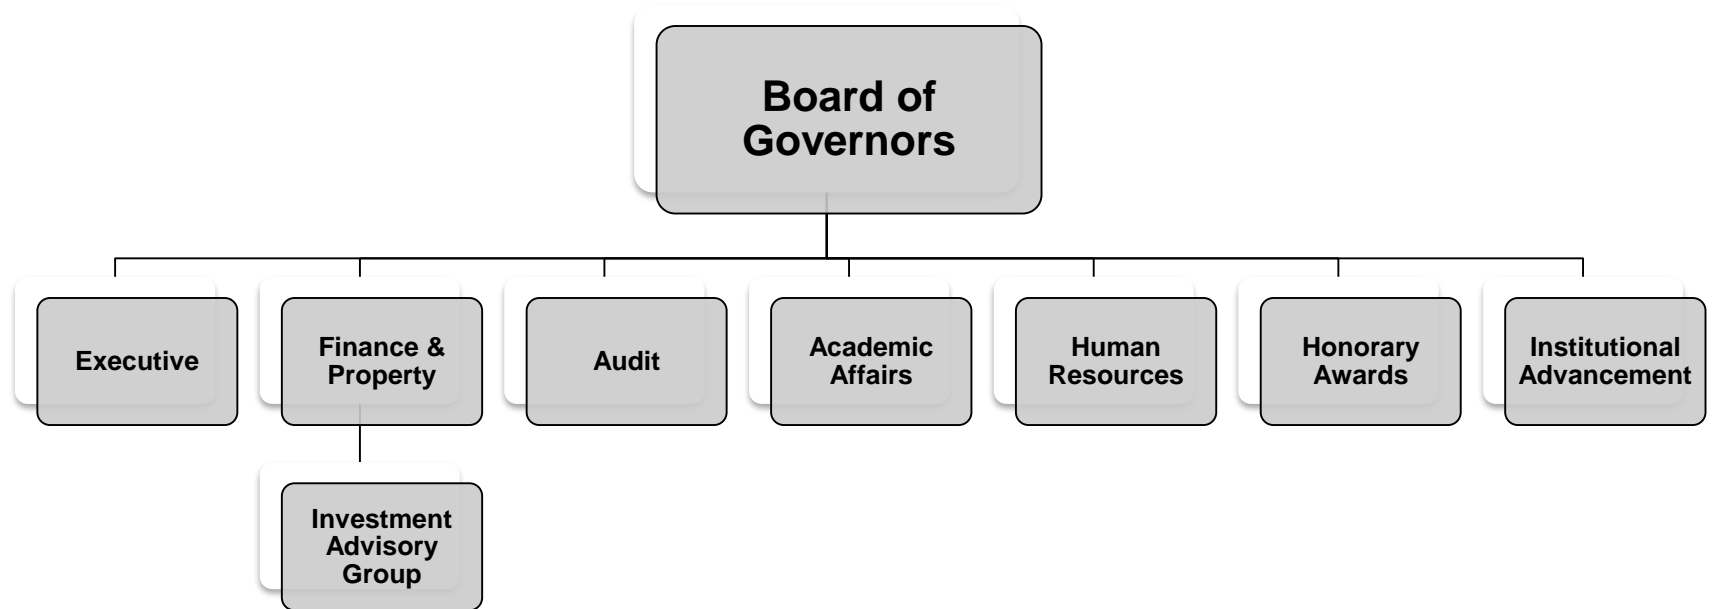 Board of
Governors
Executive
Finance &
Property
Audit
Academic
Affairs
Human
Resources
Honorary
Awards
Institutional
Advancement
Investment
Advisory
Group